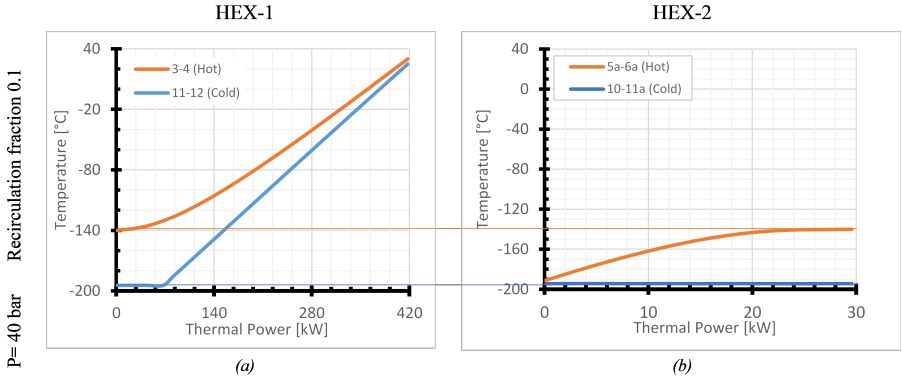 HEX-1
HEX-2
P= 40 bar Recirculation fraction 0.1
Temperature [°C]
40
-20
-80
-140
-200
3-4 (Hot)
11-12 (Cold)
0
140
280
420
Thermal Power [kW]
(a)
Temperature [°C]
40
0
-40
-80
-120
-160
-200
5a-6a (Hot)
10-11a (Cold)
0
10
20
30
Thermal Power [kW]
(b)